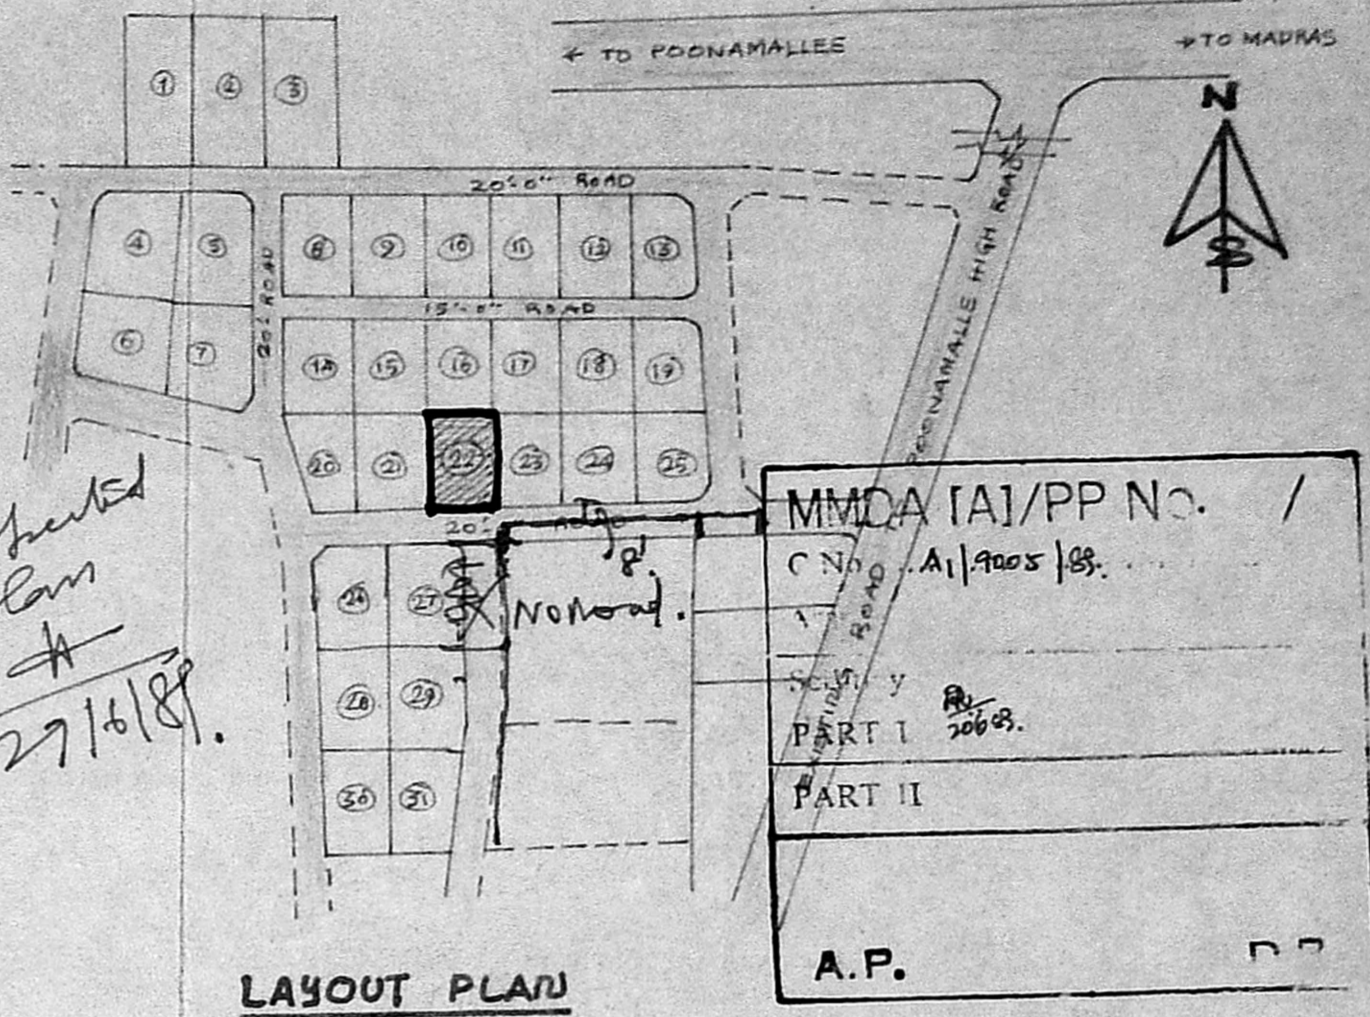 ① ② ③
← TO POONAMALLEE
→ TO MADRAS
N
S
20'-0" ROAD
④ ⑤ ⑧ ⑨ ⑩ ⑪ ⑫ ⑬
20'- ROAD
15'-0" ROAD
⑥ ⑦ ⑭ ⑮ ⑯ ⑰ ⑱ ⑲
⑳ ㉑ ㉒ ㉓ ㉔ ㉕
20'-
8'
㉖ ㉗
No Road.
㉘ ㉙
㉚ ㉛
POONAMALLE HIGH ROAD
EXISTING ROAD
27/6/89.
MMDA [A]/PP No. /
C No. A1/9005/89.
PART I
PART II
A.P.
LAYOUT PLAN